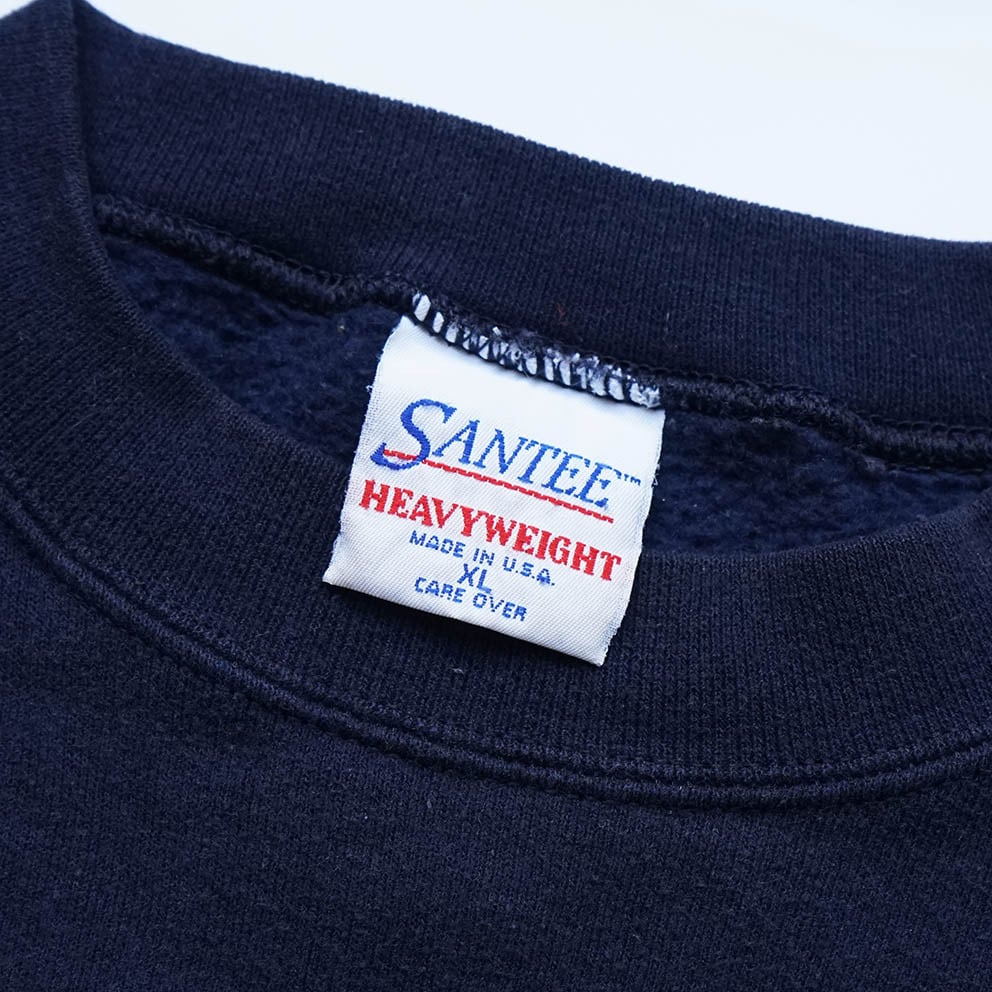 SANTEE™
HEAVYWEIGHT
MADE IN U.S.A.
XL
CARE OVER